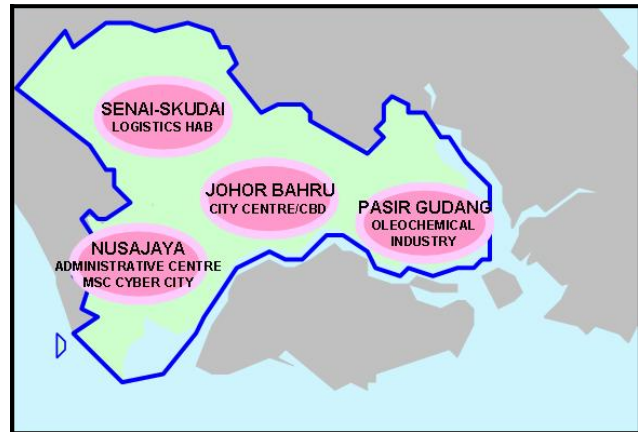 SENAI-SKUDAI
LOGISTICS HAB
JOHOR BAHRU
CITY CENTRE/CBD
PASIR GUDANG
OLEOCHEMICAL
INDUSTRY
NUSAJAYA
ADMINISTRATIVE CENTRE
MSC CYBER CITY